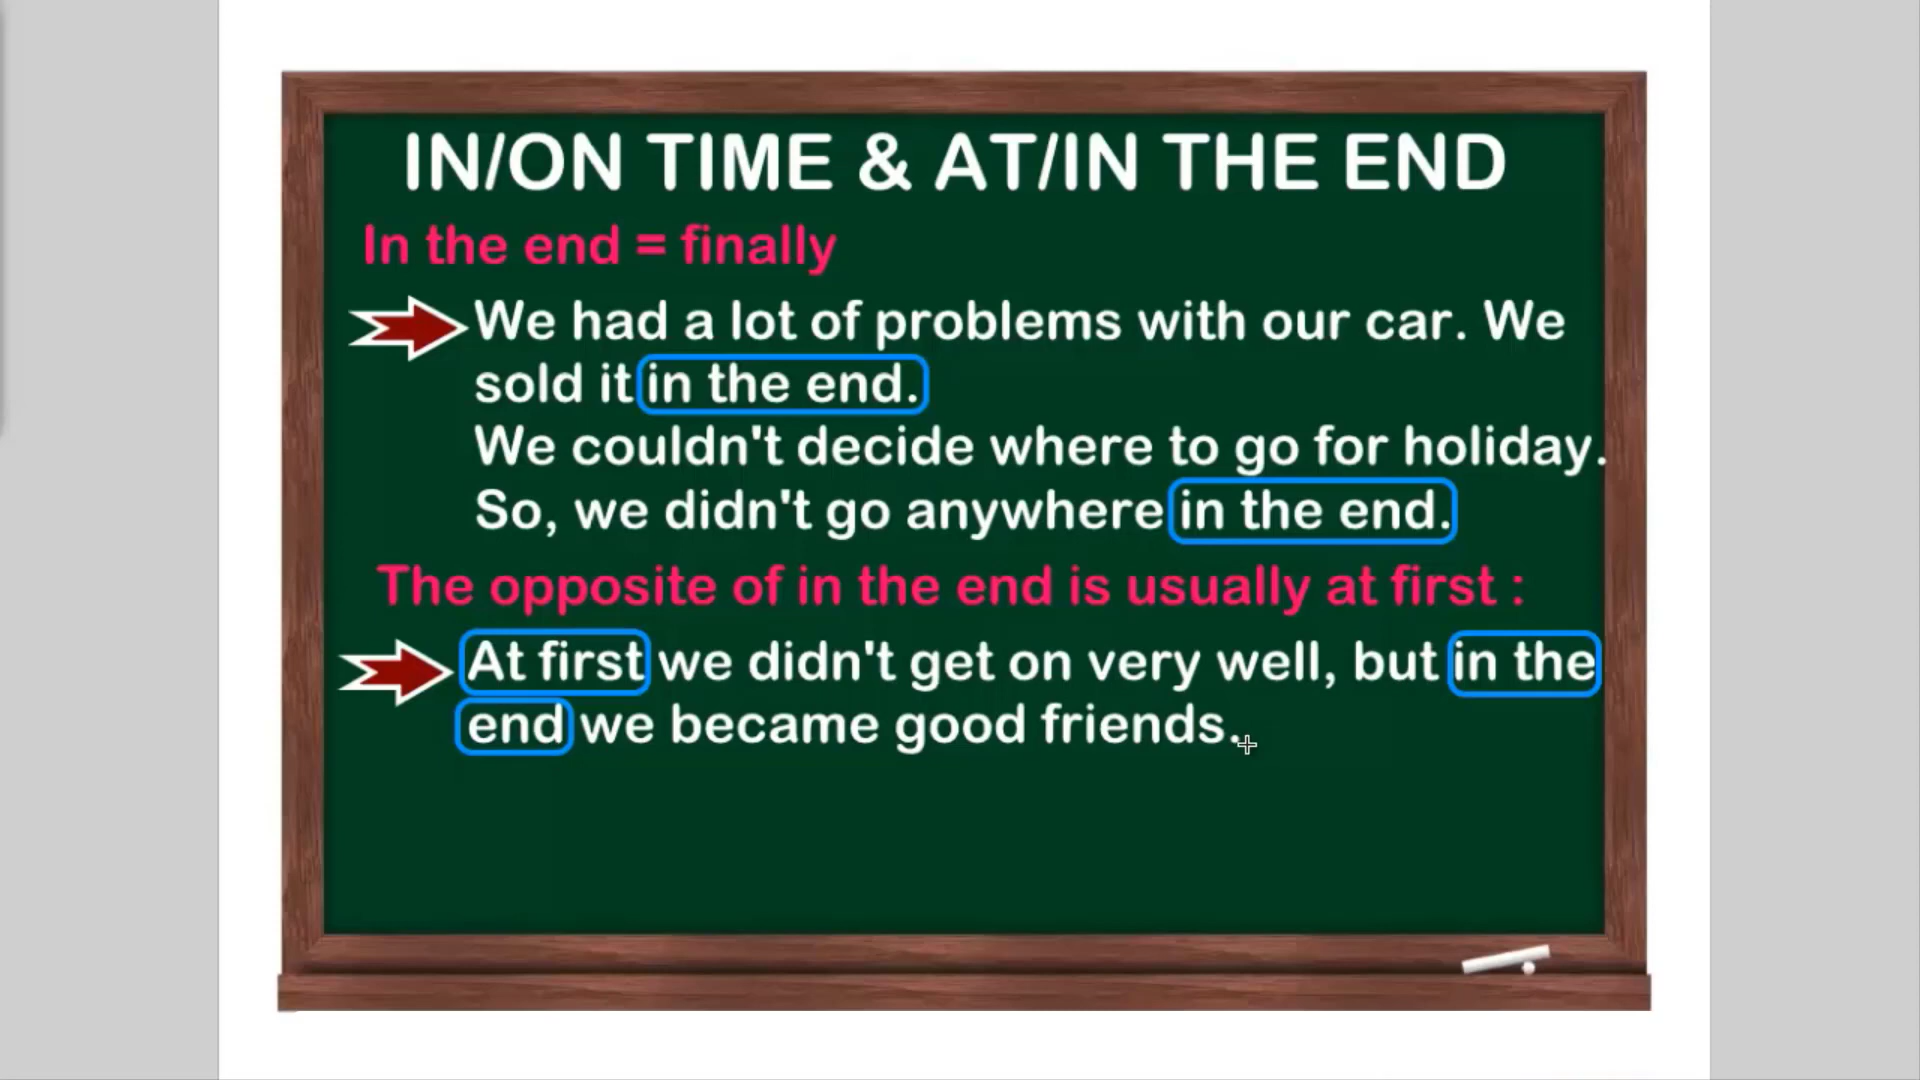 IN/ON TIME & AT/IN THE END
In the end = finally
We had a lot of problems with our car. We
sold it in the end.
We couldn't decide where to go for holiday.
So, we didn't go anywhere in the end.
The opposite of in the end is usually at first :
At first we didn't get on very well, but in the
end we became good friends.